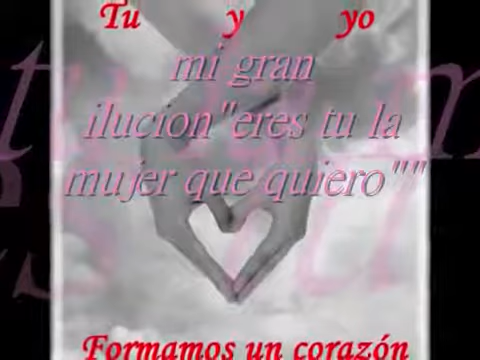 Tu y yo
mi gran
ilucion"eres tu la
mujer que quiero""
Formamos un corazón